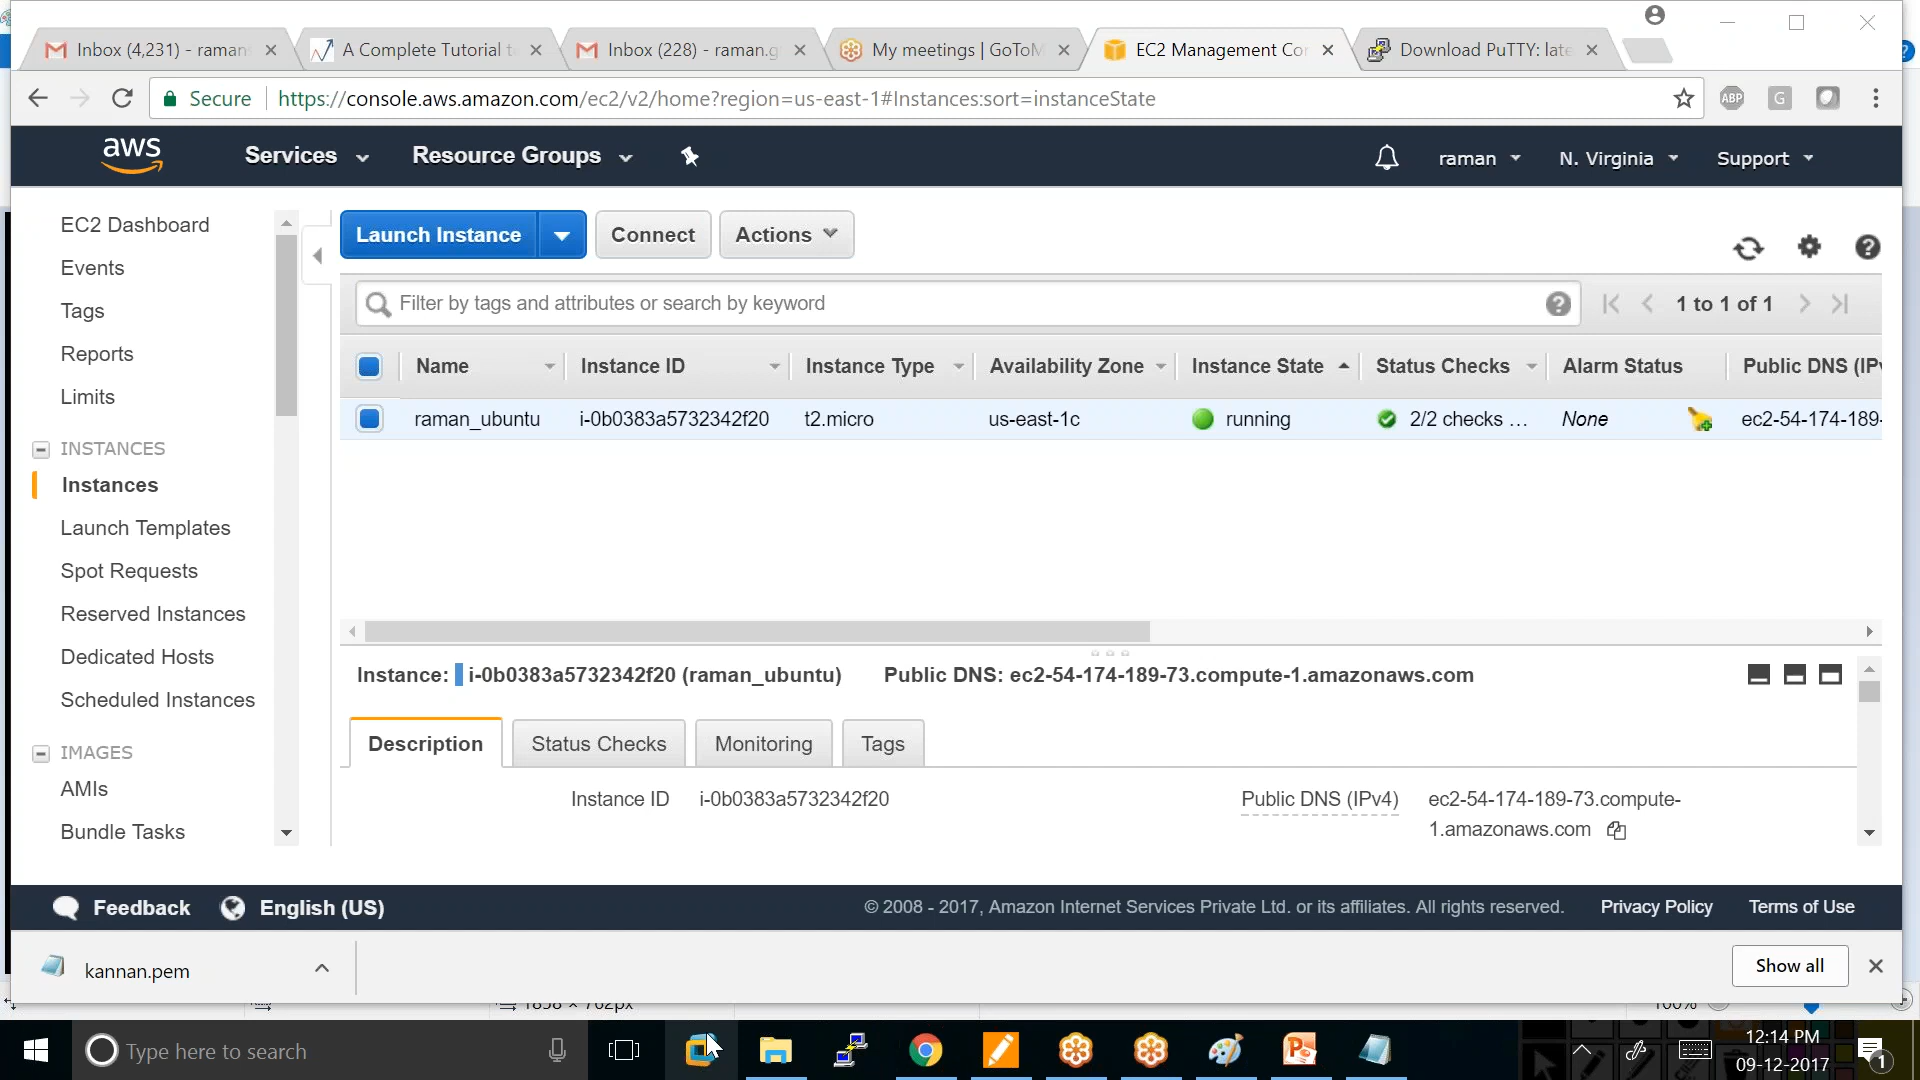 Inbox (4,231) - raman
A Complete Tutorial t
Inbox (228) - raman.g
My meetings | GoToM
EC2 Management Co
Download PuTTY: late
Secure
https://console.aws.amazon.com/ec2/v2/home?region=us-east-1#Instances:sort=instanceState
ABP
G
aws
Services
Resource Groups
raman
N. Virginia
Support
EC2 Dashboard
Events
Tags
Reports
Limits
INSTANCES
Instances
Launch Templates
Spot Requests
Reserved Instances
Dedicated Hosts
Scheduled Instances
IMAGES
AMIs
Bundle Tasks
Launch Instance
Connect
Actions
Filter by tags and attributes or search by keyword
1 to 1 of 1
Name
Instance ID
Instance Type
Availability Zone
Instance State
Status Checks
Alarm Status
Public DNS (IPv
raman_ubuntu
i-0b0383a5732342f20
t2.micro
us-east-1c
running
2/2 checks ...
None
ec2-54-174-189-
Instance: i-0b0383a5732342f20 (raman_ubuntu)
Public DNS: ec2-54-174-189-73.compute-1.amazonaws.com
Description
Status Checks
Monitoring
Tags
Instance ID
i-0b0383a5732342f20
Public DNS (IPv4)
ec2-54-174-189-73.compute-
1.amazonaws.com
Feedback
English (US)
© 2008 - 2017, Amazon Internet Services Private Ltd. or its affiliates. All rights reserved.
Privacy Policy
Terms of Use
kannan.pem
Show all
Type here to search
12:14 PM
09-12-2017
1